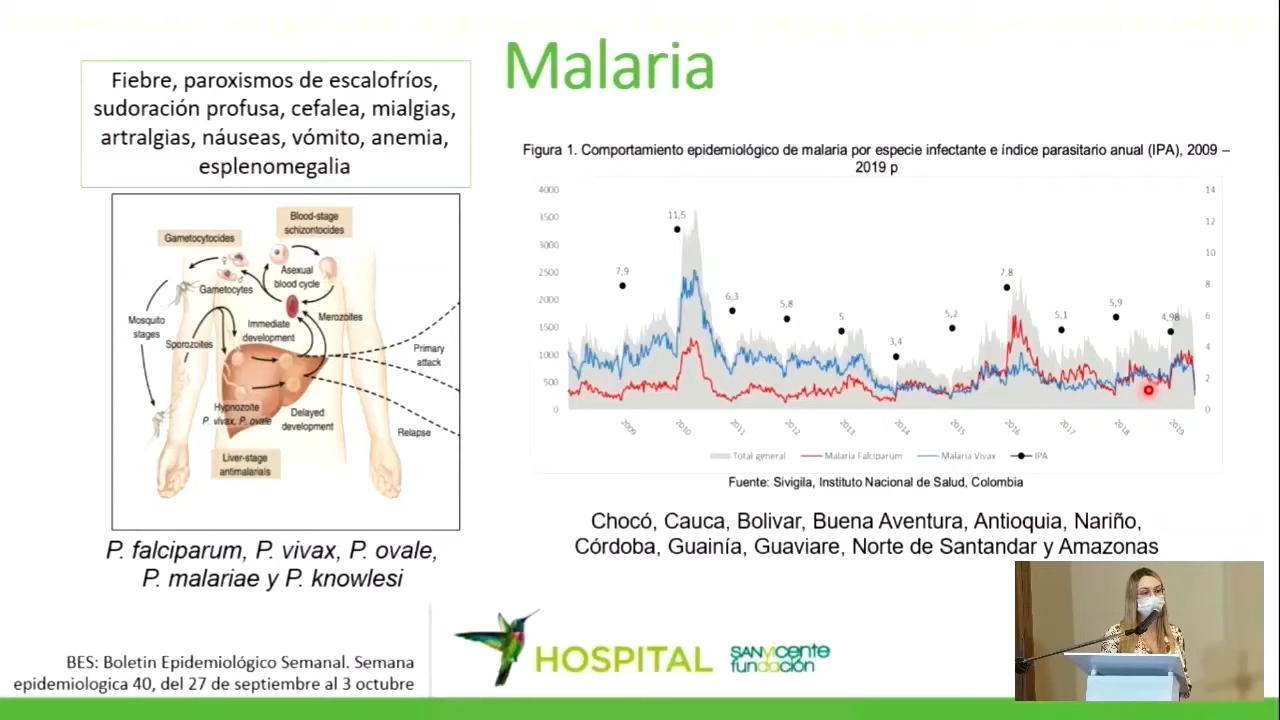 Malaria
Fiebre, paroxismos de escalofríos,
sudoración profusa, cefalea, mialgias,
artralgias, náuseas, vómito, anemia,
esplenomegalia
Gametocytocides
Blood-stage
schizontocides
Asexual
blood cycle
Gametocytes
Merozoites
Mosquito
stages
Sporozoites
Immediate
development
Primary
attack
Hypnozoite
P. vivax, P. ovale
Delayed
development
Relapse
Liver-stage
antimalarials
P. falciparum, P. vivax, P. ovale,
P. malariae y P. knowlesi
Figura 1. Comportamiento epidemiológico de malaria por especie infectante e índice parasitario anual (IPA), 2009 –
2019 p
4000
3500
3000
2500
2000
1500
1000
500
0
14
12
10
8
6
4
2
0
7,9
11,5
6,3
5,8
5
3,4
5,2
7,8
5,1
5,9
4,98
2009
2010
2011
2012
2013
2014
2015
2016
2017
2018
2019
Total general
Malaria Falciparum
Malaria Vivax
IPA
Fuente: Sivigila, Instituto Nacional de Salud, Colombia
Chocó, Cauca, Bolivar, Buena Aventura, Antioquia, Nariño,
Córdoba, Guainía, Guaviare, Norte de Santandar y Amazonas
BES: Boletin Epidemiológico Semanal. Semana
epidemiologica 40, del 27 de septiembre al 3 octubre
HOSPITAL
SANVICENTE
fundación